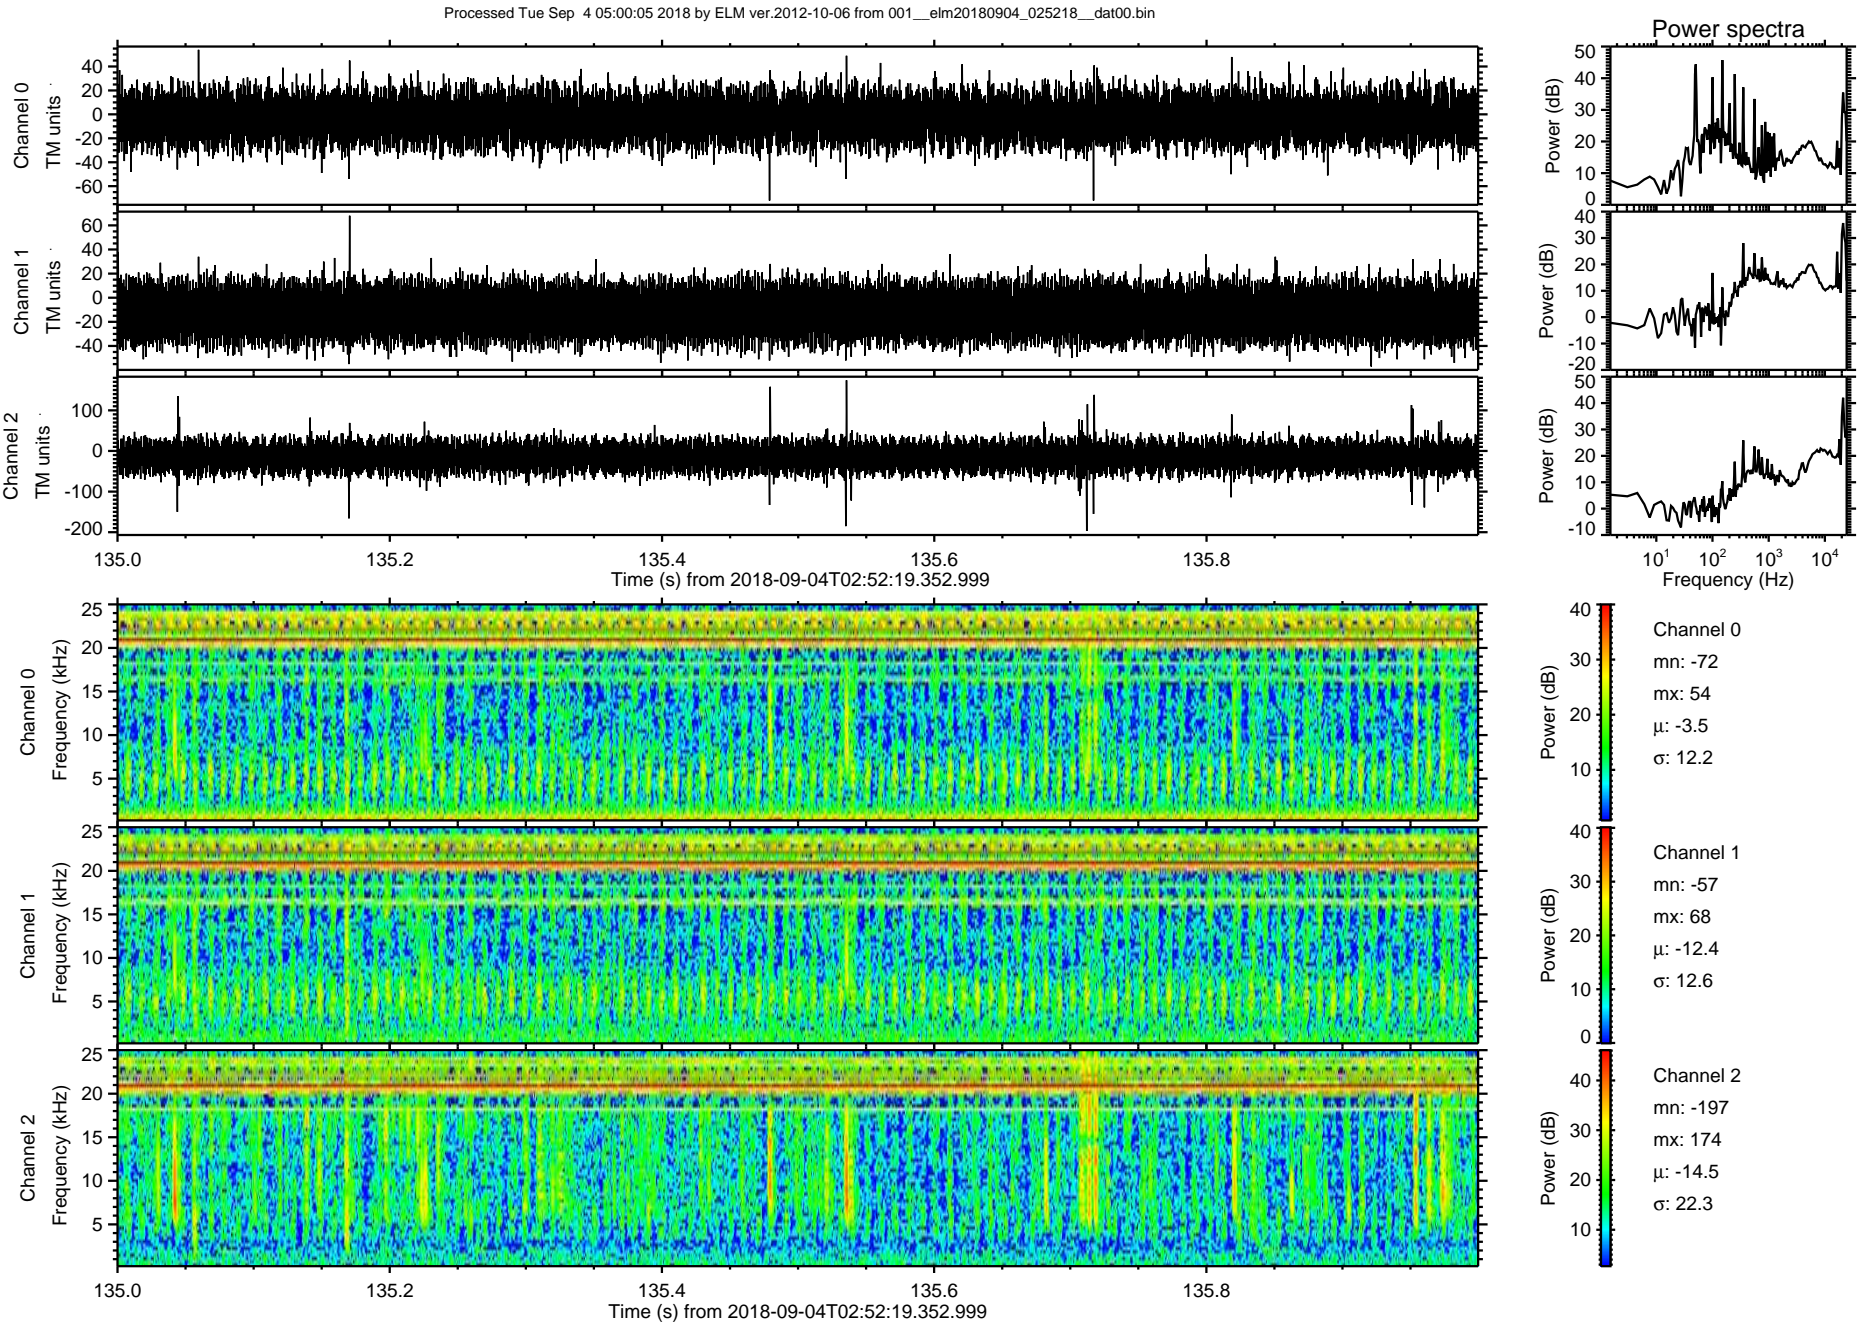 Processed Tue Sep  4 05:00:05 2018 by ELM ver.2012-10-06 from 001__elm20180904_025218__dat00.bin
Power spectra
Channel 0
TM units
40
20
0
-20
-40
-60
Power (dB)
50
40
30
20
10
0
Channel 1
TM units
60
40
20
0
-20
-40
Power (dB)
40
30
20
10
0
-10
-20
Channel 2
TM units
100
0
-100
-200
Power (dB)
50
40
30
20
10
0
-10
135.0 135.2 135.4 135.6 135.8
Time (s) from 2018-09-04T02:52:19.352.999
10^1 10^2 10^3 10^4
Frequency (Hz)
Channel 0
Frequency (kHz)
25
20
15
10
5
Power (dB)
40
30
20
10
Channel 0
mn: -72
mx: 54
μ: -3.5
σ: 12.2
Channel 1
Frequency (kHz)
25
20
15
10
5
Power (dB)
40
30
20
10
0
Channel 1
mn: -57
mx: 68
μ: -12.4
σ: 12.6
Channel 2
Frequency (kHz)
25
20
15
10
5
Power (dB)
40
30
20
10
Channel 2
mn: -197
mx: 174
μ: -14.5
σ: 22.3
135.0 135.2 135.4 135.6 135.8
Time (s) from 2018-09-04T02:52:19.352.999